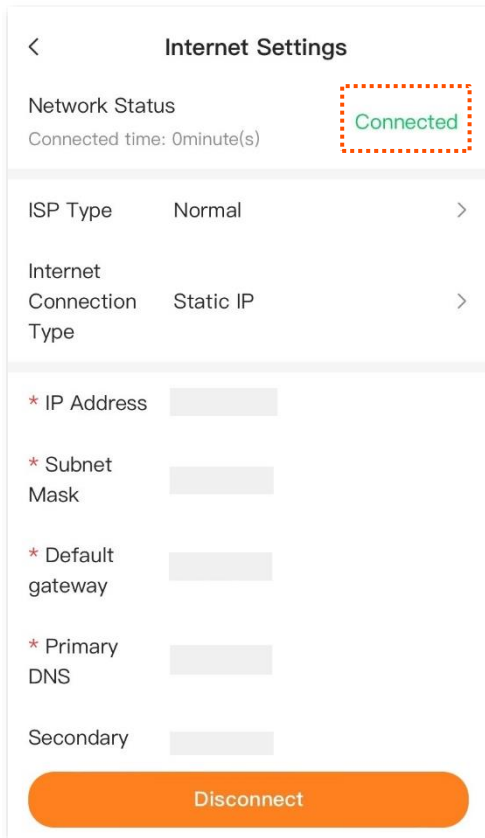 Internet Settings
Network Status
Connected
Connected time: 0minute(s)
ISP Type
Normal
Internet
Connection
Type
Static IP
* IP Address
* Subnet
Mask
* Default
gateway
* Primary
DNS
Secondary
Disconnect